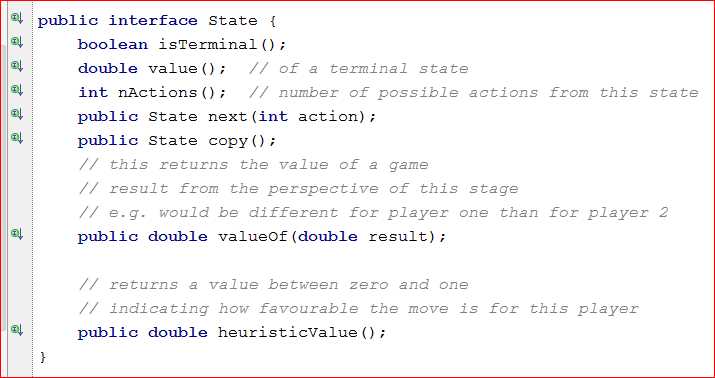 public interface State {
boolean isTerminal();
double value();  // of a terminal state
int nActions();  // number of possible actions from this state
public State next(int action);
public State copy();
// this returns the value of a game
// result from the perspective of this stage
// e.g. would be different for player one than for player 2
public double valueOf(double result);
// returns a value between zero and one
// indicating how favourable the move is for this player
public double heuristicValue();
}